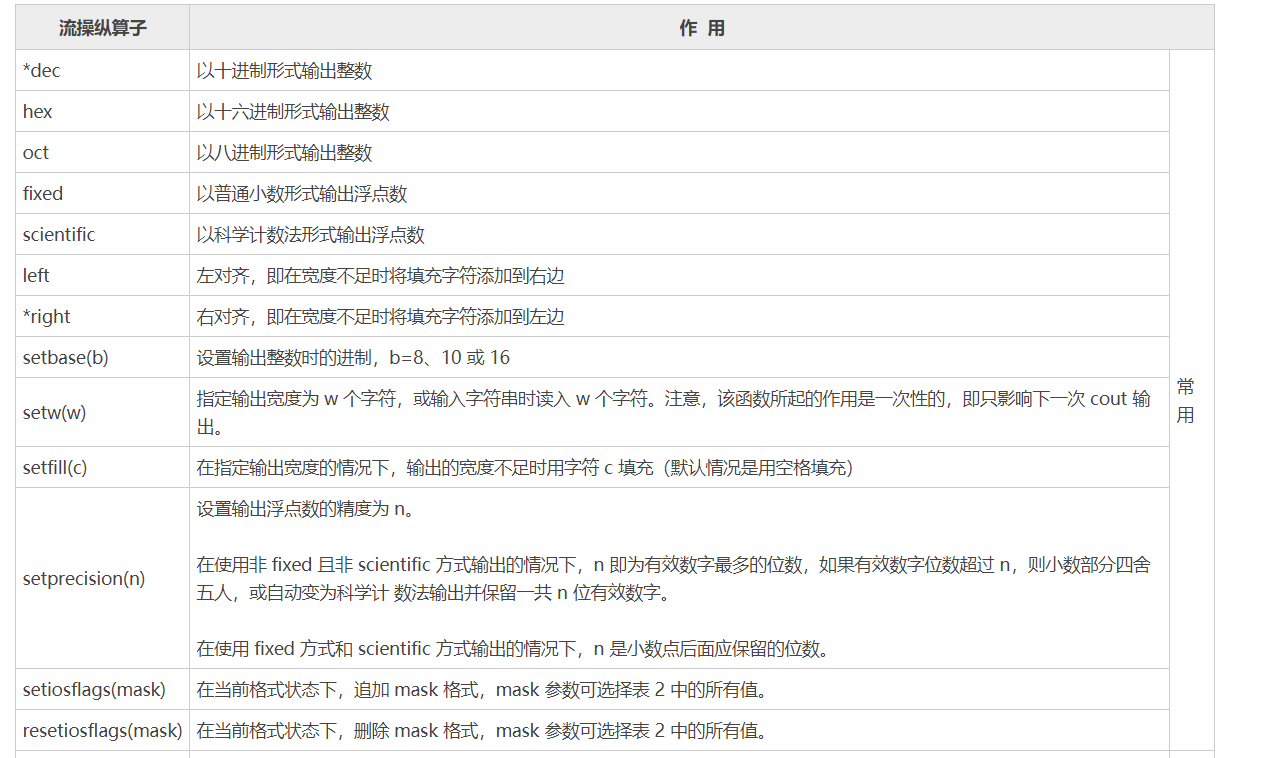 流操纵算子 作 用
*dec 以十进制形式输出整数
hex 以十六进制形式输出整数
oct 以八进制形式输出整数
fixed 以普通小数形式输出浮点数
scientific 以科学计数法形式输出浮点数
left 左对齐，即在宽度不足时将填充字符添加到右边
*right 右对齐，即在宽度不足时将填充字符添加到左边
setbase(b) 设置输出整数时的进制，b=8、10 或 16
setw(w) 指定输出宽度为 w 个字符，或输入字符串时读入 w 个字符。注意，该函数所起的作用是一次性的，即只影响下一次 cout 输
出。
常
用
setfill(c) 在指定输出宽度的情况下，输出的宽度不足时用字符 c 填充（默认情况是用空格填充）
setprecision(n) 设置输出浮点数的精度为 n。
在使用非 fixed 且非 scientific 方式输出的情况下，n 即为有效数字最多的位数，如果有效数字位数超过 n，则小数部分四舍
五人，或自动变为科学计 数法输出并保留一共 n 位有效数字。
在使用 fixed 方式和 scientific 方式输出的情况下，n 是小数点后面应保留的位数。
setiosflags(mask) 在当前格式状态下，追加 mask 格式，mask 参数可选择表 2 中的所有值。
resetiosflags(mask) 在当前格式状态下，删除 mask 格式，mask 参数可选择表 2 中的所有值。